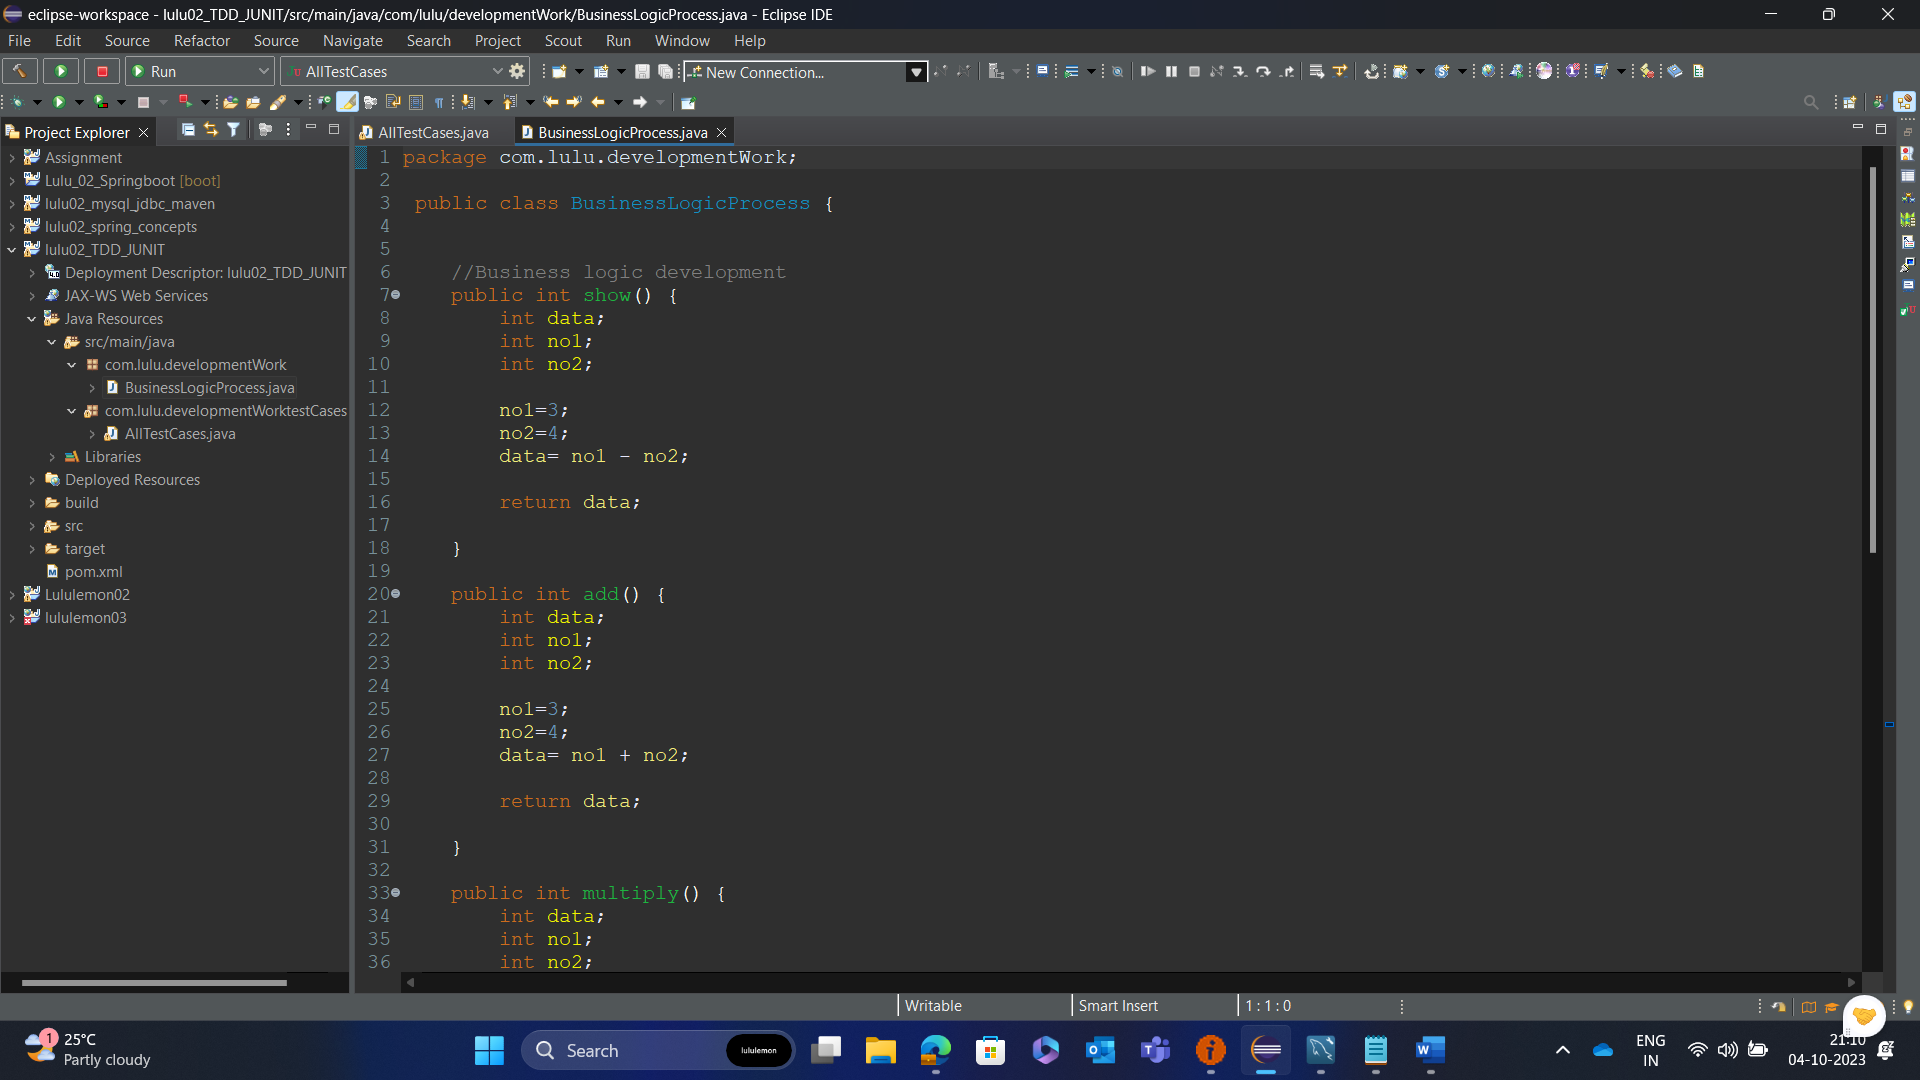 eclipse-workspace - lulu02_TDD_JUNIT/src/main/java/com/lulu/developmentWork/BusinessLogicProcess.java - Eclipse IDE
File Edit Source Refactor Source Navigate Search Project Scout Run Window Help
Run AllTestCases New Connection...
Project Explorer AllTestCases.java BusinessLogicProcess.java
Assignment
Lulu_02_Springboot [boot]
lulu02_mysql_jdbc_maven
lulu02_spring_concepts
lulu02_TDD_JUNIT
Deployment Descriptor: lulu02_TDD_JUNIT
JAX-WS Web Services
Java Resources
src/main/java
com.lulu.developmentWork
BusinessLogicProcess.java
com.lulu.developmentWorktestCases
AllTestCases.java
Libraries
Deployed Resources
build
src
target
pom.xml
Lululemon02
lululemon03
1 package com.lulu.developmentWork;
2
3 public class BusinessLogicProcess {
4
5
6 //Business logic development
7 public int show() {
8 int data;
9 int no1;
10 int no2;
11
12 no1=3;
13 no2=4;
14 data= no1 - no2;
15
16 return data;
17
18 }
19
20 public int add() {
21 int data;
22 int no1;
23 int no2;
24
25 no1=3;
26 no2=4;
27 data= no1 + no2;
28
29 return data;
30
31 }
32
33 public int multiply() {
34 int data;
35 int no1;
36 int no2;
Writable Smart Insert 1 : 1 : 0
1 25°C
Partly cloudy
Search lululemon
ENG
IN
21:10
04-10-2023